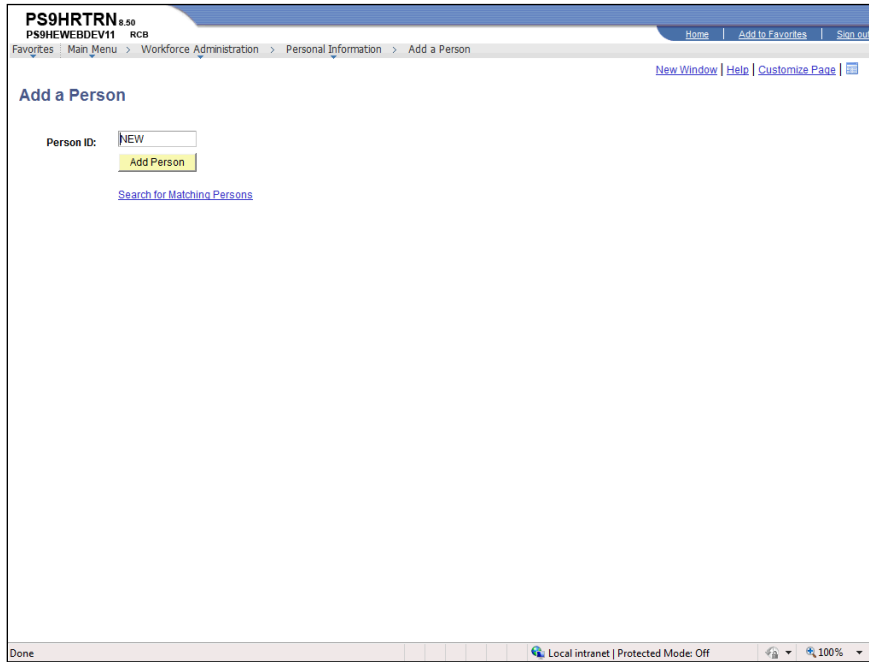 PS9HRTRN 8.50
PS9HEWEBDEV11 RCB
Home | Add to Favorites | Sign out
Favorites | Main Menu > Workforce Administration > Personal Information > Add a Person
New Window | Help | Customize Page |
Add a Person
Person ID: NEW
Add Person
Search for Matching Persons
Done Local intranet | Protected Mode: Off 100%